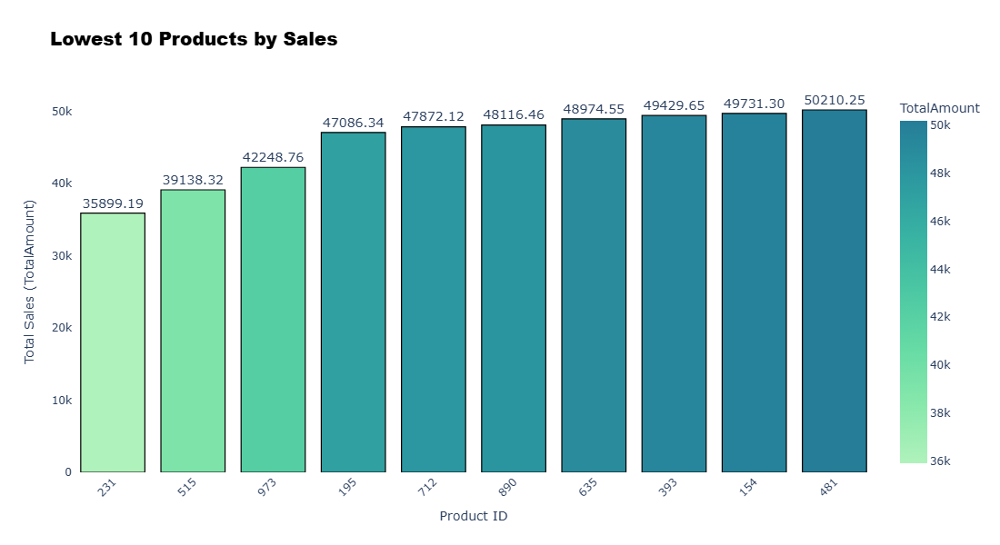 Lowest 10 Products by Sales
35899.19
39138.32
42248.76
47086.34
47872.12
48116.46
48974.55
49429.65
49731.30
50210.25
50k
40k
30k
20k
10k
0
Total Sales (TotalAmount)
231
515
973
195
712
890
635
393
154
481
Product ID
TotalAmount
50k
48k
46k
44k
42k
40k
38k
36k